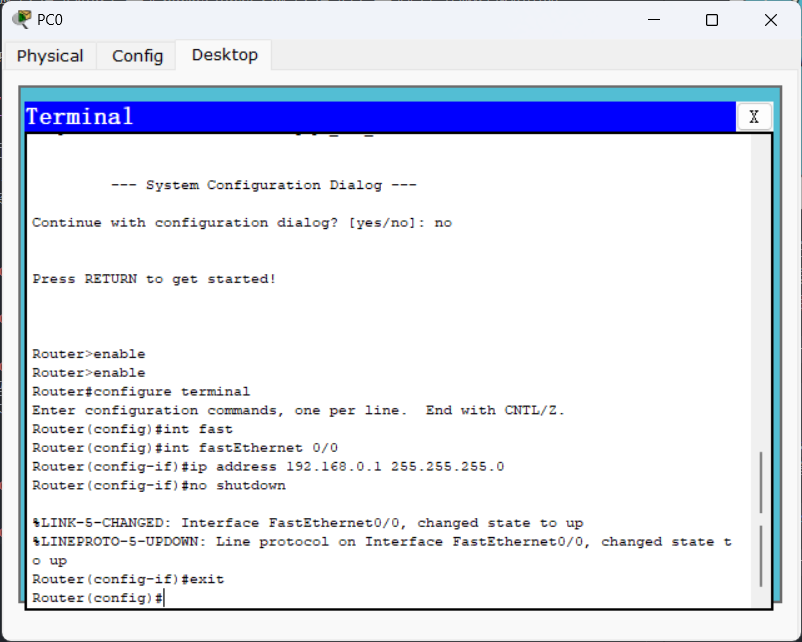 PC0
Physical Config Desktop
Terminal
X
--- System Configuration Dialog ---
Continue with configuration dialog? [yes/no]: no
Press RETURN to get started!
Router>enable
Router>enable
Router#configure terminal
Enter configuration commands, one per line.  End with CNTL/Z.
Router(config)#int fast
Router(config)#int fastEthernet 0/0
Router(config-if)#ip address 192.168.0.1 255.255.255.0
Router(config-if)#no shutdown
%LINK-5-CHANGED: Interface FastEthernet0/0, changed state to up
%LINEPROTO-5-UPDOWN: Line protocol on Interface FastEthernet0/0, changed state t
o up
Router(config-if)#exit
Router(config)#